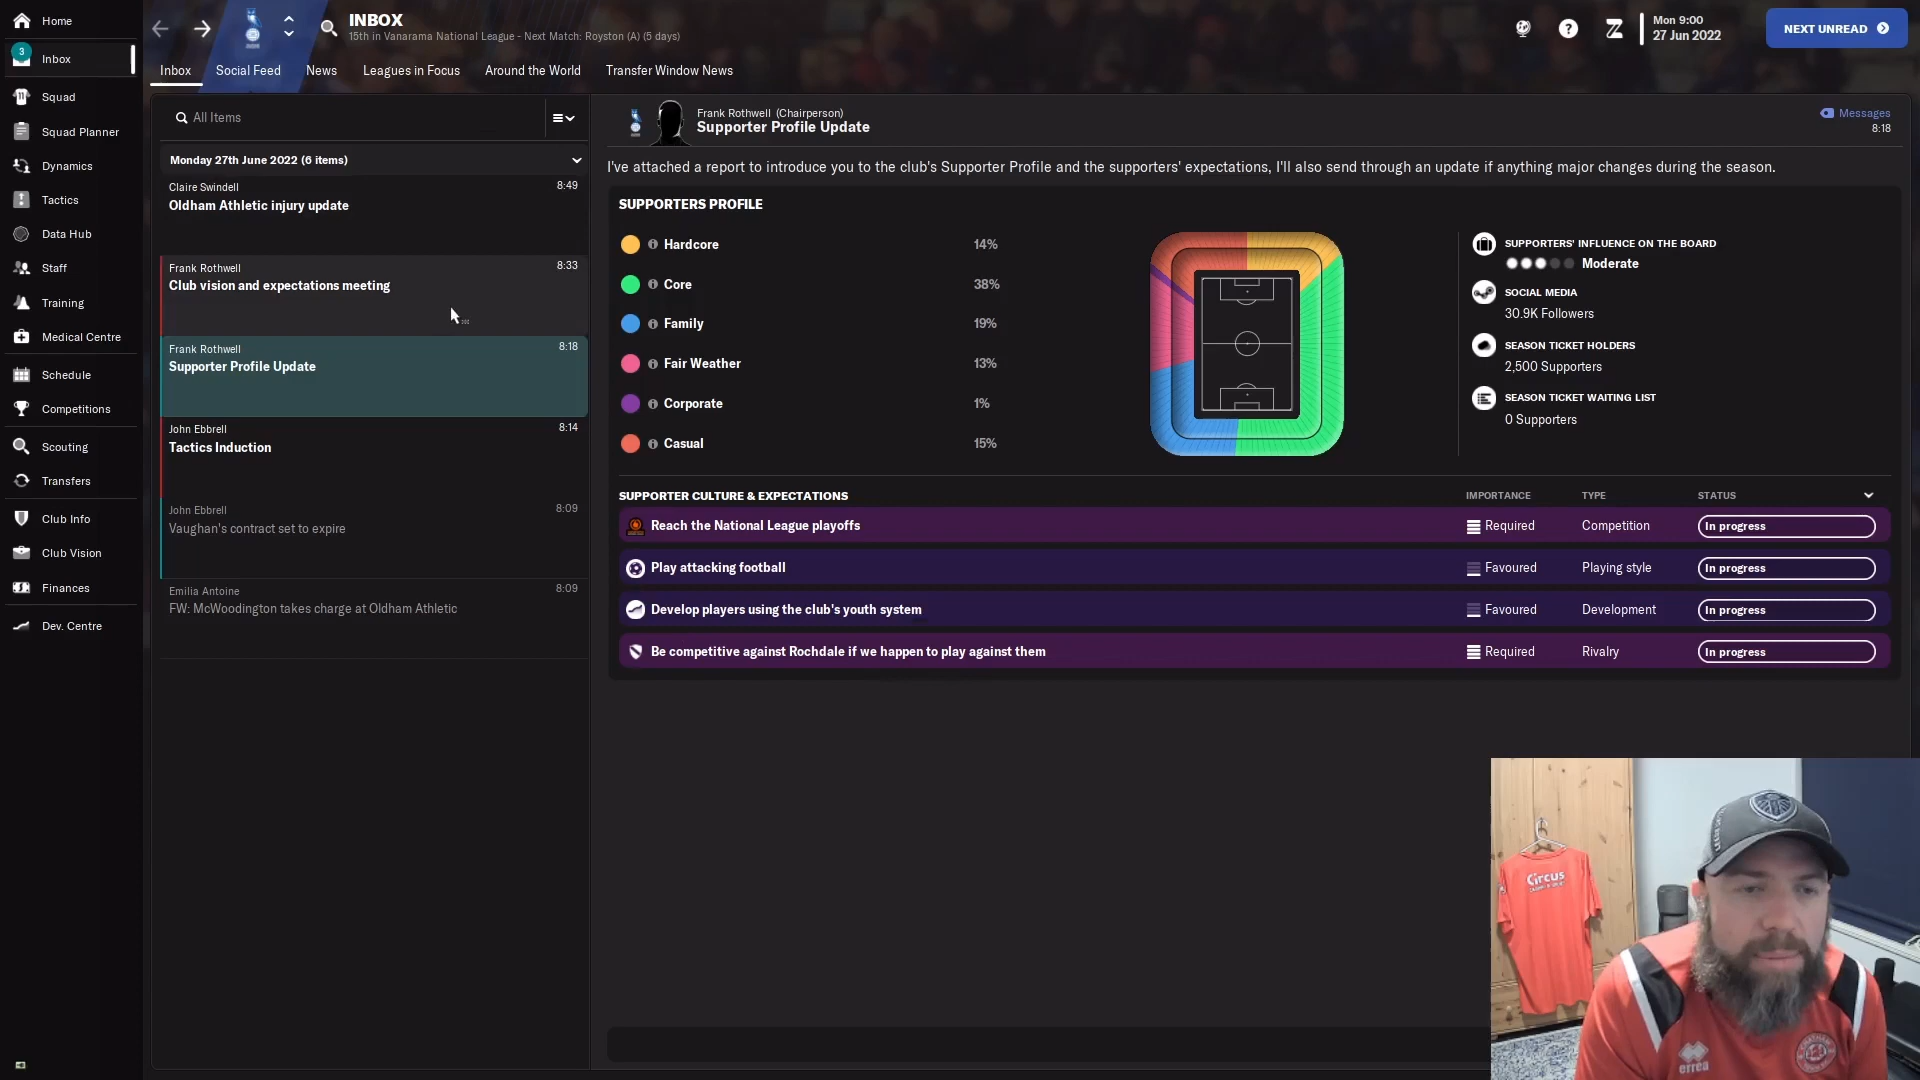 Home
3
Inbox
Squad
Squad Planner
Dynamics
Tactics
Data Hub
Staff
Training
Medical Centre
Schedule
Competitions
Scouting
Transfers
Club Info
Club Vision
Finances
Dev. Centre
INBOX
15th in Vanarama National League - Next Match: Royston (A) (5 days)
Mon 9:00
27 Jun 2022
NEXT UNREAD
Inbox Social Feed News Leagues in Focus Around the World Transfer Window News
All Items
Monday 27th June 2022 (6 items)
Claire Swindell 8:49
Oldham Athletic injury update
Frank Rothwell 8:33
Club vision and expectations meeting
Frank Rothwell 8:18
Supporter Profile Update
John Ebbrell 8:14
Tactics Induction
John Ebbrell 8:09
Vaughan's contract set to expire
Emilia Antoine 8:09
FW: McWoodington takes charge at Oldham Athletic
Frank Rothwell (Chairperson)
Supporter Profile Update
Messages
8:18
I've attached a report to introduce you to the club's Supporter Profile and the supporters' expectations, I'll also send through an update if anything major changes during the season.
SUPPORTERS PROFILE
Hardcore 14%
Core 38%
Family 19%
Fair Weather 13%
Corporate 1%
Casual 15%
SUPPORTERS' INFLUENCE ON THE BOARD
Moderate
SOCIAL MEDIA
30.9K Followers
SEASON TICKET HOLDERS
2,500 Supporters
SEASON TICKET WAITING LIST
0 Supporters
SUPPORTER CULTURE & EXPECTATIONS IMPORTANCE TYPE STATUS
Reach the National League playoffs Required Competition In progress
Play attacking football Favoured Playing style In progress
Develop players using the club's youth system Favoured Development In progress
Be competitive against Rochdale if we happen to play against them Required Rivalry In progress
Circus
errea